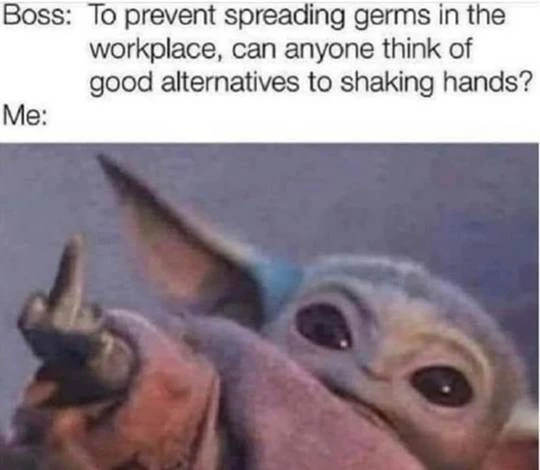 Boss: To prevent spreading germs in the
workplace, can anyone think of
good alternatives to shaking hands?
Me: